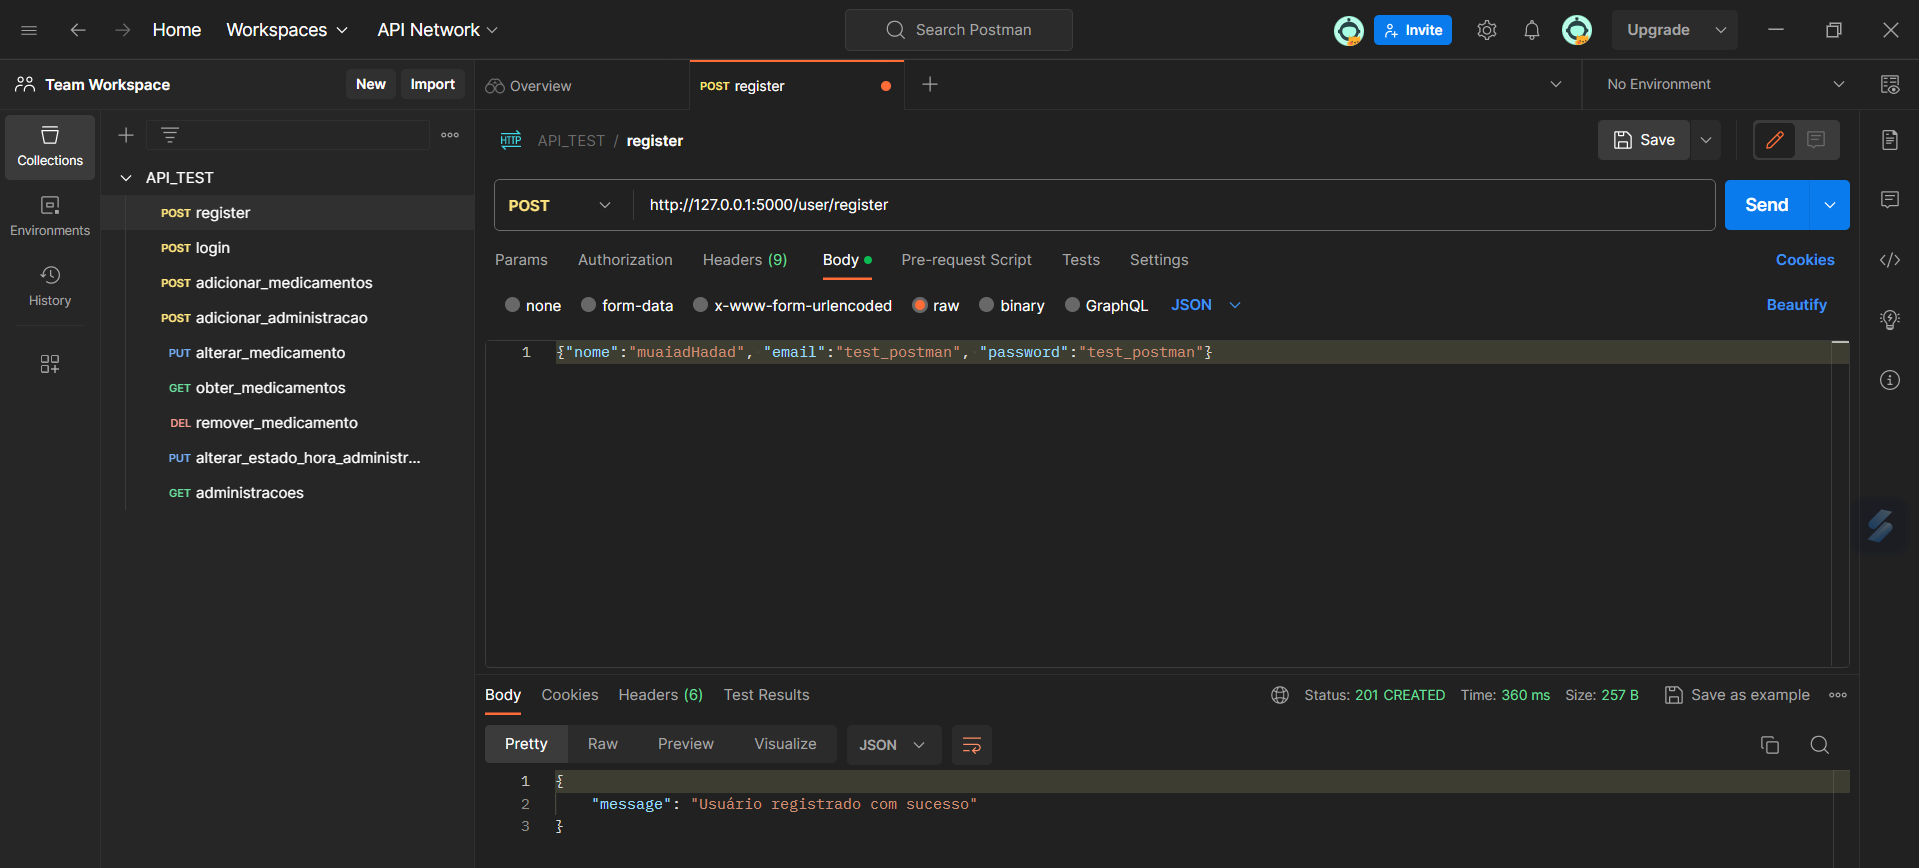 Home Workspaces API Network Search Postman Invite Upgrade
Team Workspace New Import Overview POST register No Environment
Collections
Environments
History
API_TEST
POST register
POST login
POST adicionar_medicamentos
POST adicionar_administracao
PUT alterar_medicamento
GET obter_medicamentos
DEL remover_medicamento
PUT alterar_estado_hora_administr...
GET administracoes
HTTP API_TEST / register Save
POST http://127.0.0.1:5000/user/register Send
Params Authorization Headers (9) Body Pre-request Script Tests Settings Cookies
none form-data x-www-form-urlencoded raw binary GraphQL JSON Beautify
1 {"nome":"muaiadHadad", "email":"test_postman", "password":"test_postman"}
Body Cookies Headers (6) Test Results Status: 201 CREATED Time: 360 ms Size: 257 B Save as example
Pretty Raw Preview Visualize JSON
1 {
2 "message": "Usuário registrado com sucesso"
3 }